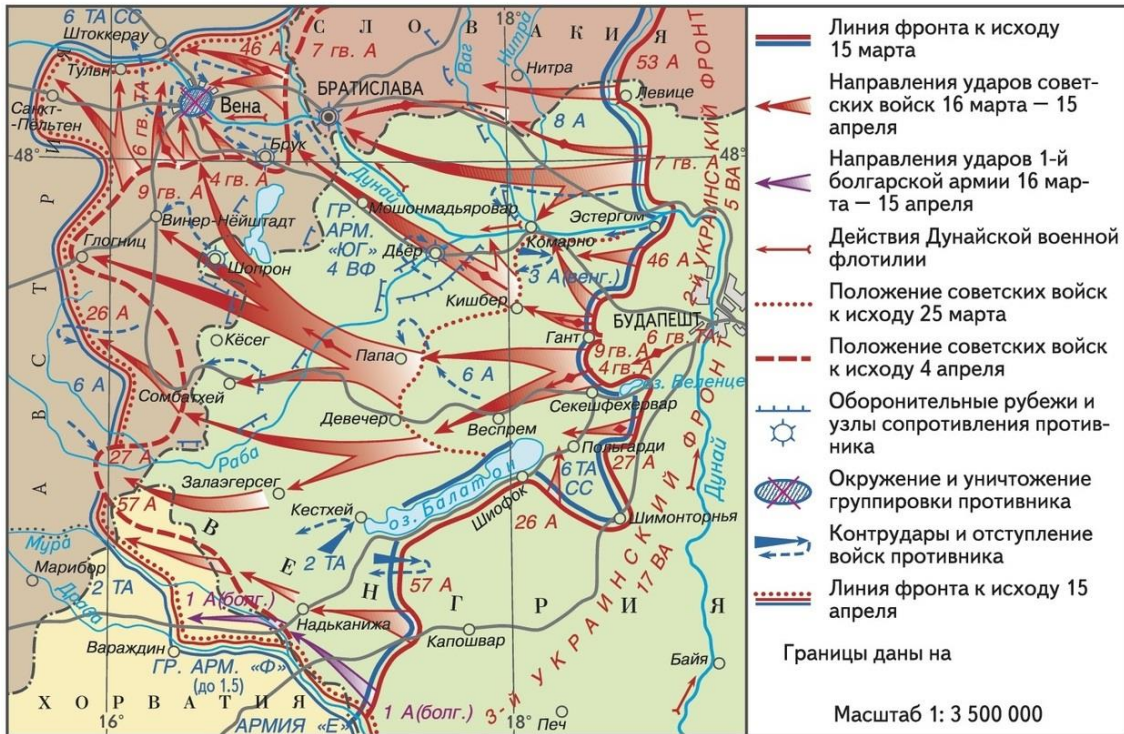 6 ТА СС
Штоккерау
С Л О В А К И Я
18°
46 А
7 гв. А
53 А
Ваг
Нитра
Нитра
Тульн
ТА
Вена
БРАТИСЛАВА
Левице
Санкт
-Пёльтен
6 гв.
8 А
Брук
48°
48°
7 гв. А
4 гв. А
9 гв. А
Дунай
Мошонмадьяровар
Эстергом
5 ВА
Винер-Нёйштадт
ГР.
АРМ.
«ЮГ»
4 ВФ
Комарно
Глогниц
Дьер
3 А (венг.)
46 А
2-Й УКРАИНСКИЙ ФРОНТ
Шопрон
Кишбер
БУДАПЕШТ
26 А
Гант
6 гв. ТА
Кёсег
Папа
9 гв. А
4 гв. А
оз. Веленце
6 А
6 А
Секешфехервар
Сомбатхей
Девечер
Веспрем
Польгарди
А В С Т Р И Я
27 А
Раба
6 ТА
СС
27 А
Дунай
Залаэгерсег
57 А
оз. Балатон
Шиофок
Кестхей
26 А
Шимонторнья
В Е Н Г Р И Я
Мура
2 ТА
57 А
17 ВА
3-Й УКРАИНСКИЙ ФРОНТ
Марибор
2 ТА
Драва
1 А(болг.)
Надьканижа
Вараждин
Капошвар
ГР. АРМ. «Ф»
(до 1.5)
Байя
Х О Р В А Т И Я
16°
АРМИЯ «Е»
1 А(болг.)
18°
Печ
Линия фронта к исходу
15 марта
Направления ударов совет-
ских войск 16 марта – 15
апреля
Направления ударов 1-й
болгарской армии 16 мар-
та – 15 апреля
Действия Дунайской военной
флотилии
Положение советских войск
к исходу 25 марта
Положение советских войск
к исходу 4 апреля
Оборонительные рубежи и
узлы сопротивления против-
ника
Окружение и уничтожение
группировки противника
Контрудары и отступление
войск противника
Линия фронта к исходу 15
апреля
Границы даны на
Масштаб 1: 3 500 000